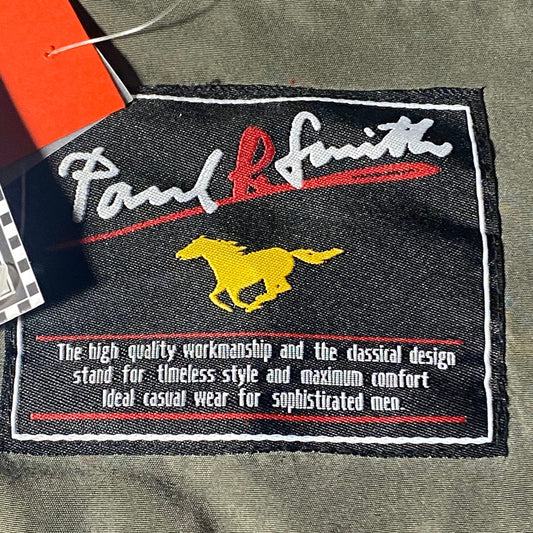 Paul B Smith
The high quality workmanship and the classical design
stand for timeless style and maximum comfort
Ideal casual wear for sophisticated men.